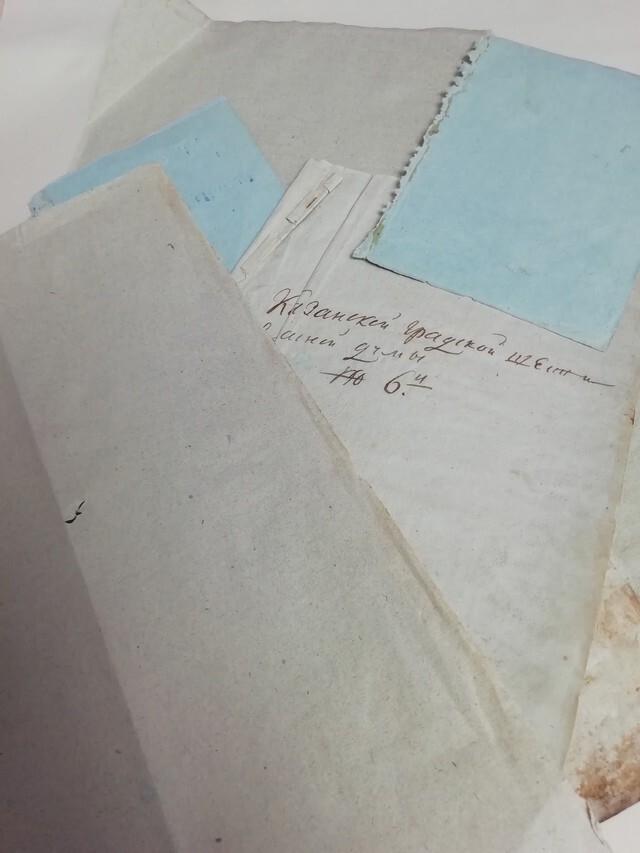 Казанской градской шести
гласной думы
№ 6.й